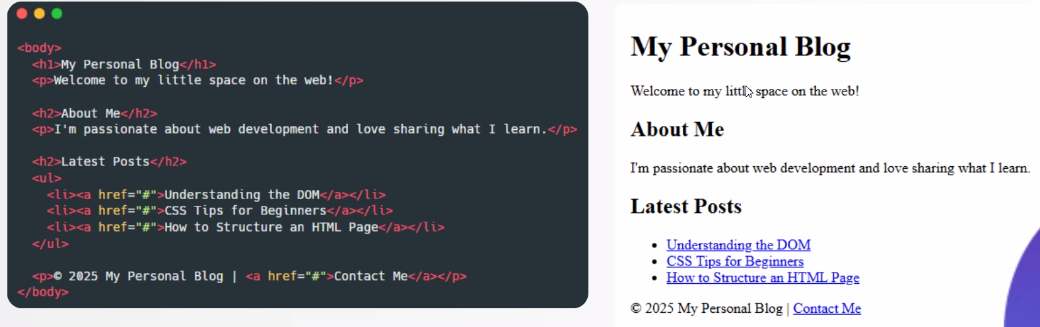 <body>
<h1>My Personal Blog</h1>
<p>Welcome to my little space on the web!</p>
<h2>About Me</h2>
<p>I'm passionate about web development and love sharing what I learn.</p>
<h2>Latest Posts</h2>
<ul>
<li><a href="#">Understanding the DOM</a></li>
<li><a href="#">CSS Tips for Beginners</a></li>
<li><a href="#">How to Structure an HTML Page</a></li>
</ul>
<p>© 2025 My Personal Blog | <a href="#">Contact Me</a></p>
</body>
My Personal Blog
Welcome to my little space on the web!
About Me
I'm passionate about web development and love sharing what I learn.
Latest Posts
Understanding the DOM
CSS Tips for Beginners
How to Structure an HTML Page
© 2025 My Personal Blog | Contact Me